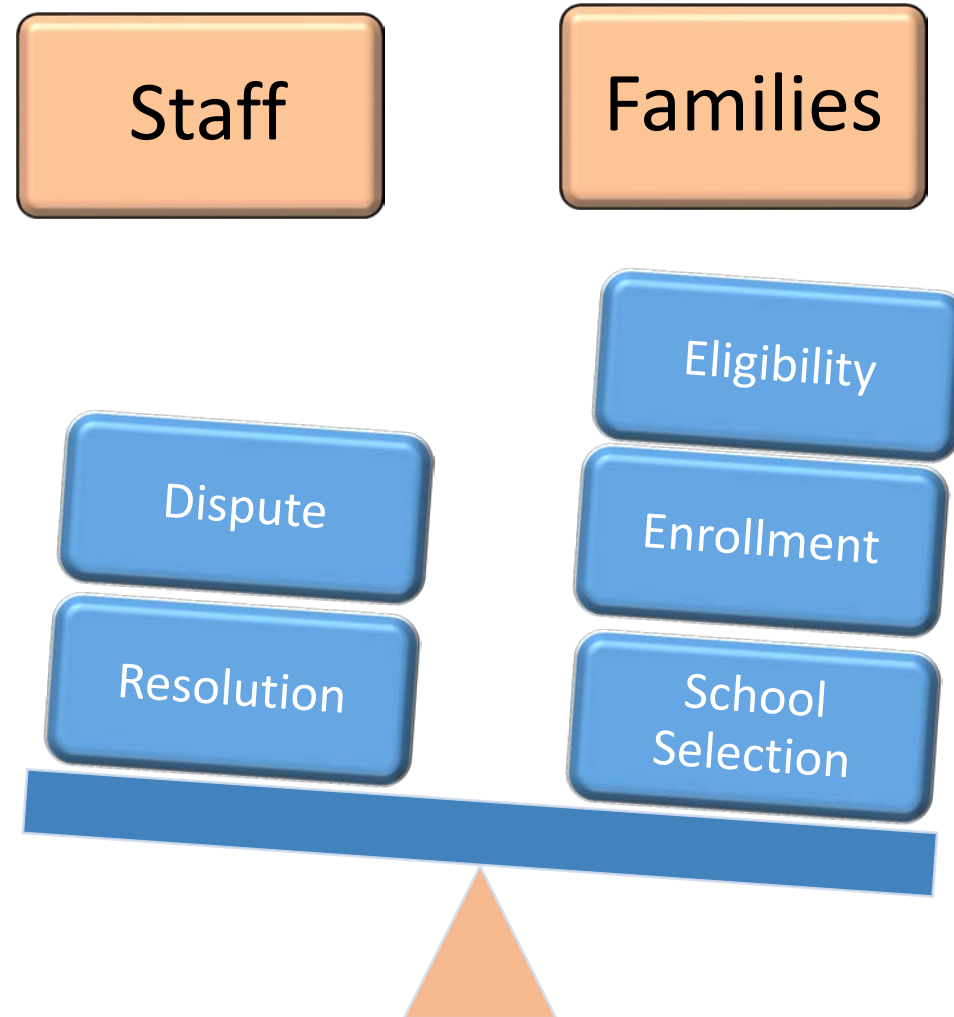 Staff
Families
Dispute
Resolution
Eligibility
Enrollment
School
Selection